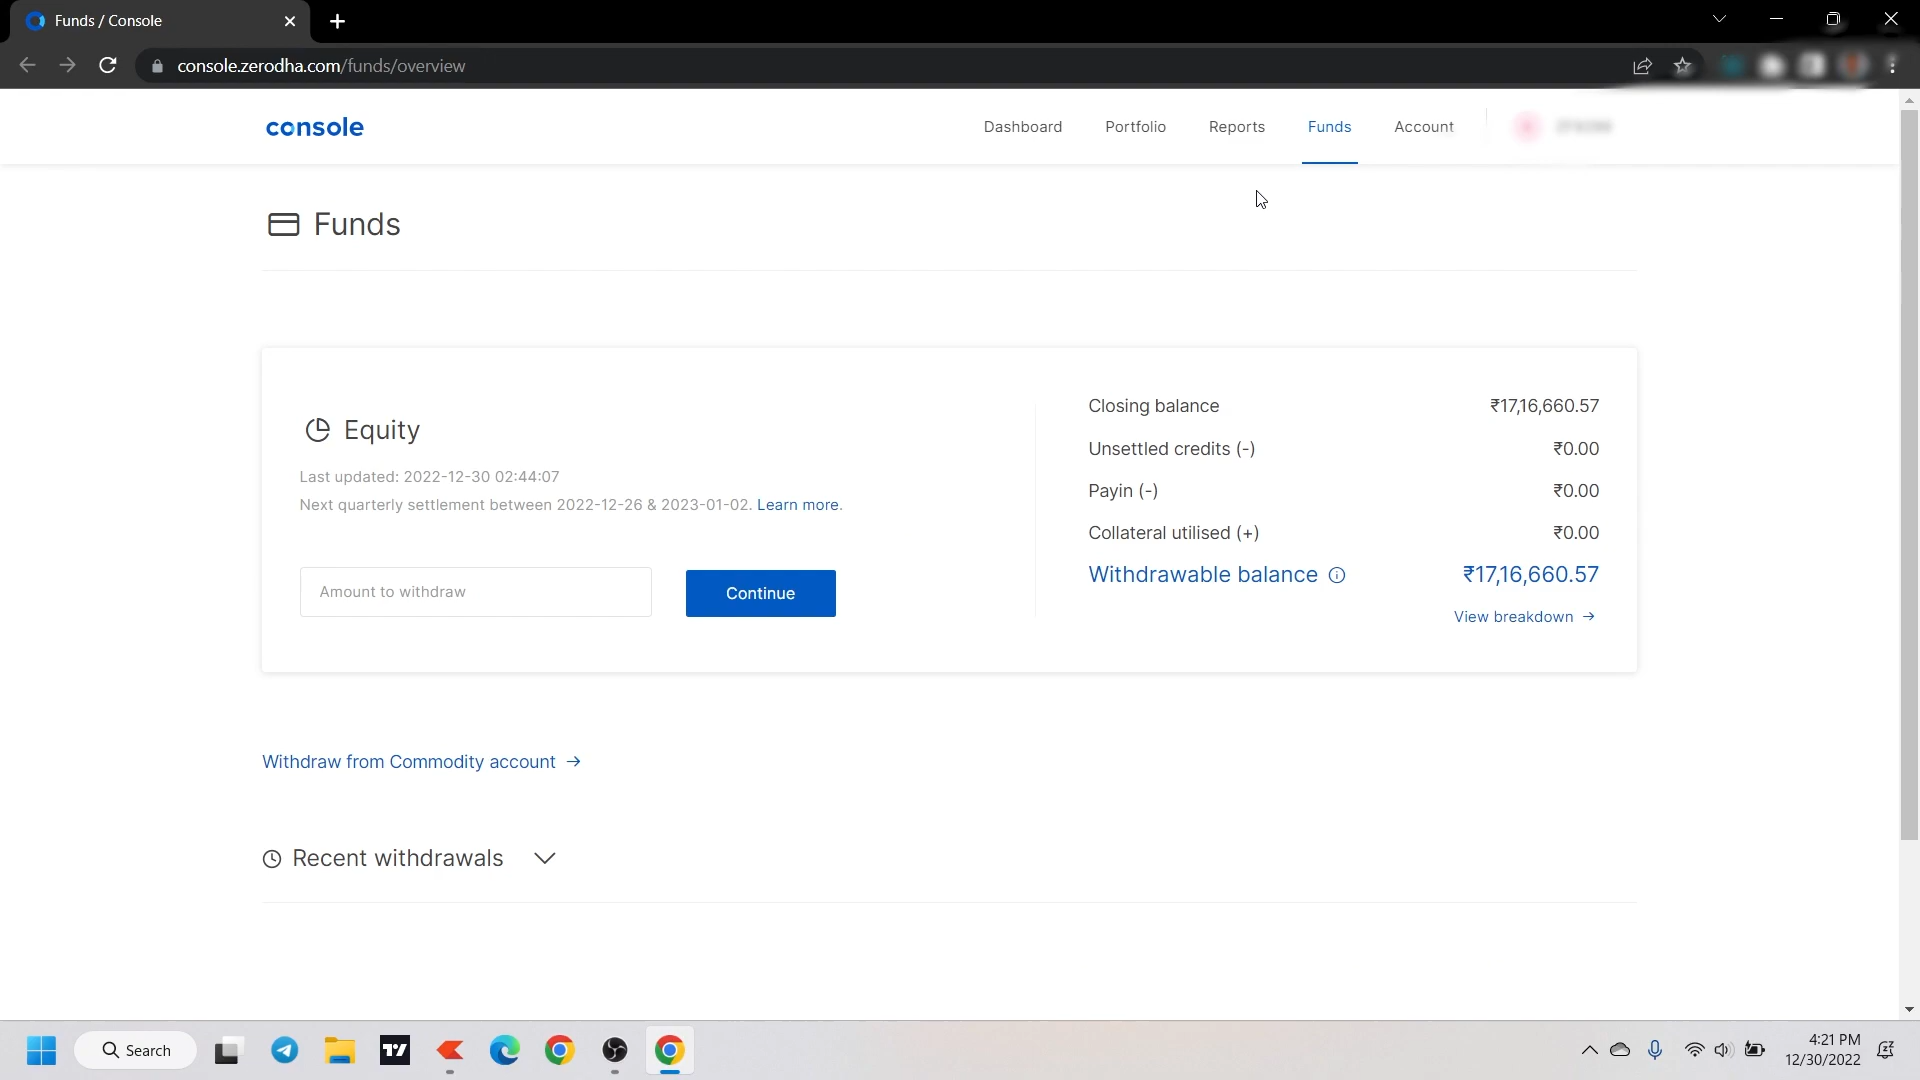 Funds / Console
console.zerodha.com/funds/overview
console
Dashboard
Portfolio
Reports
Funds
Account
Funds
Equity
Last updated: 2022-12-30 02:44:07
Next quarterly settlement between 2022-12-26 & 2023-01-02. Learn more.
Amount to withdraw
Continue
Closing balance ₹17,16,660.57
Unsettled credits (-) ₹0.00
Payin (-) ₹0.00
Collateral utilised (+) ₹0.00
Withdrawable balance ₹17,16,660.57
View breakdown →
Withdraw from Commodity account →
Recent withdrawals
Search
4:21 PM
12/30/2022